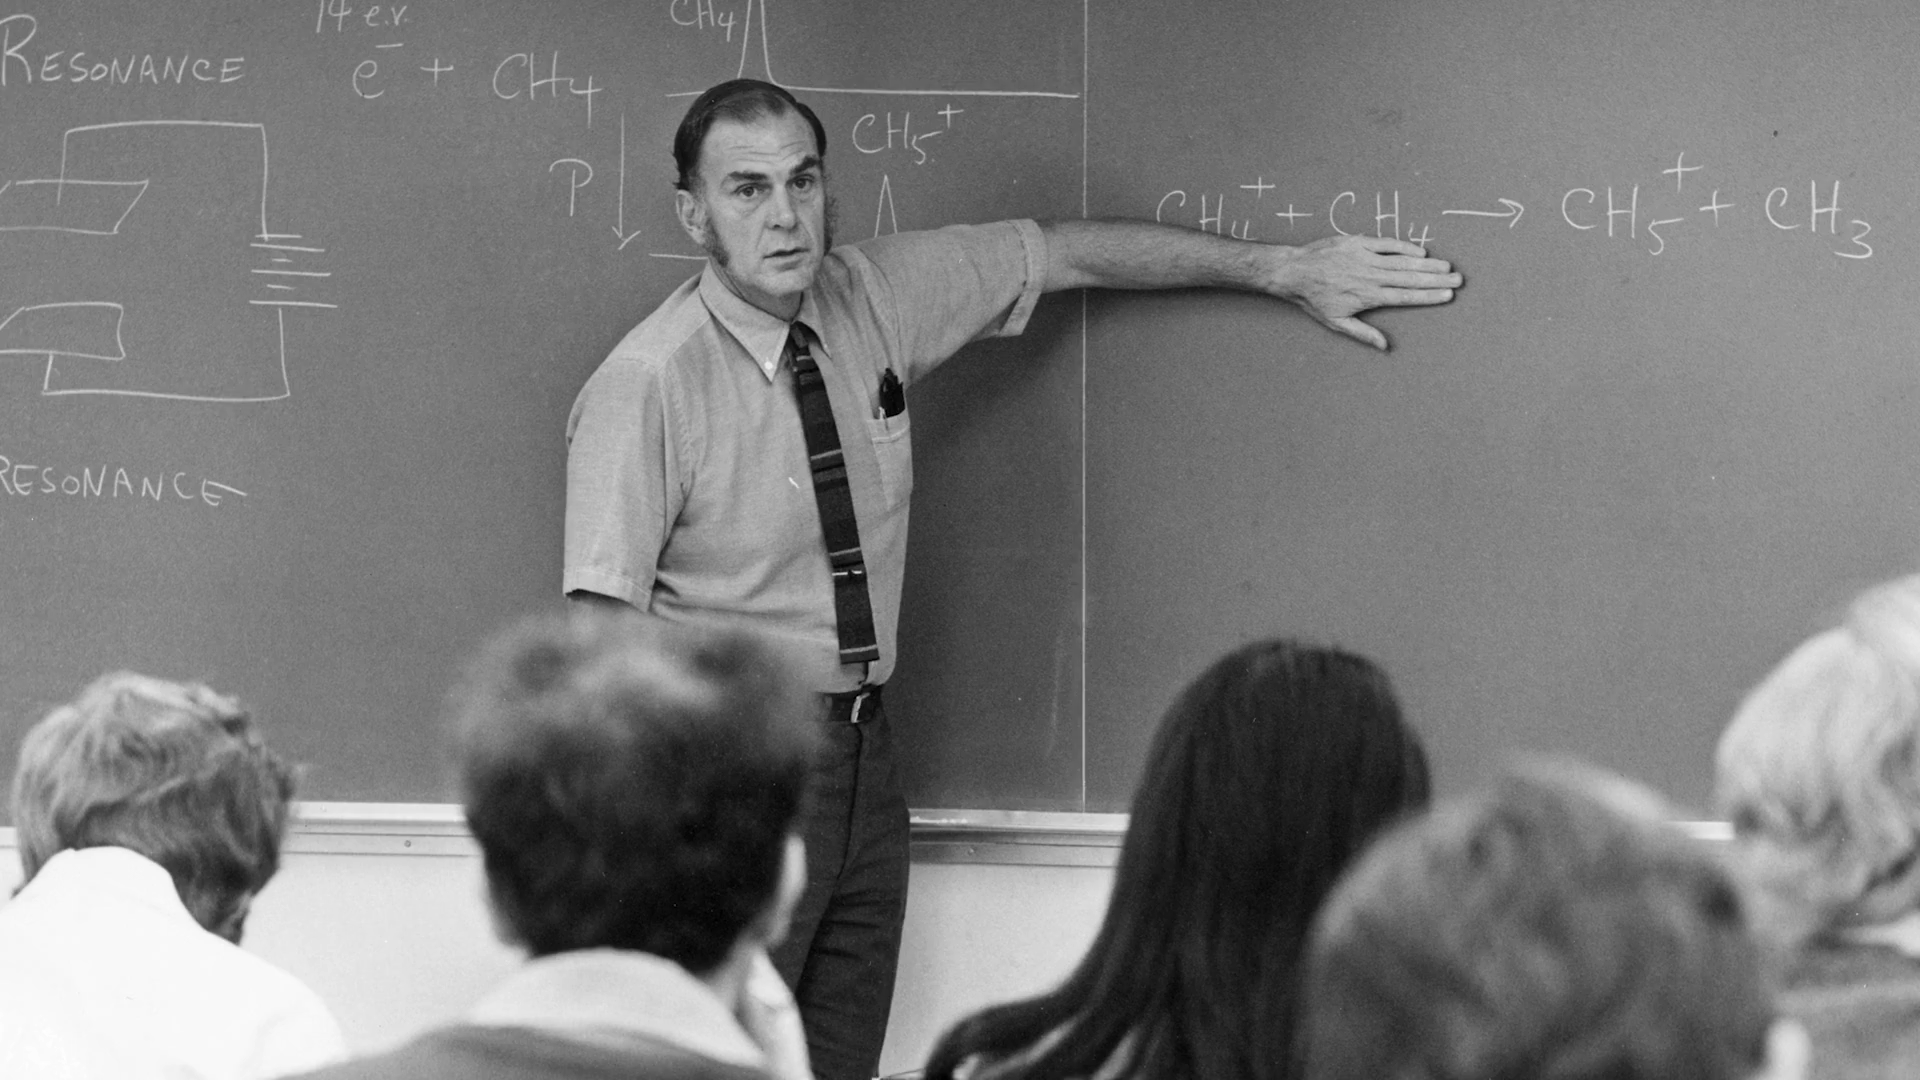 RESONANCE
14 e.v.
e⁻ + CH₄
P
CH₄
CH₅⁺
CH₄⁺ + CH₄ → CH₅⁺ + CH₃
RESONANCE